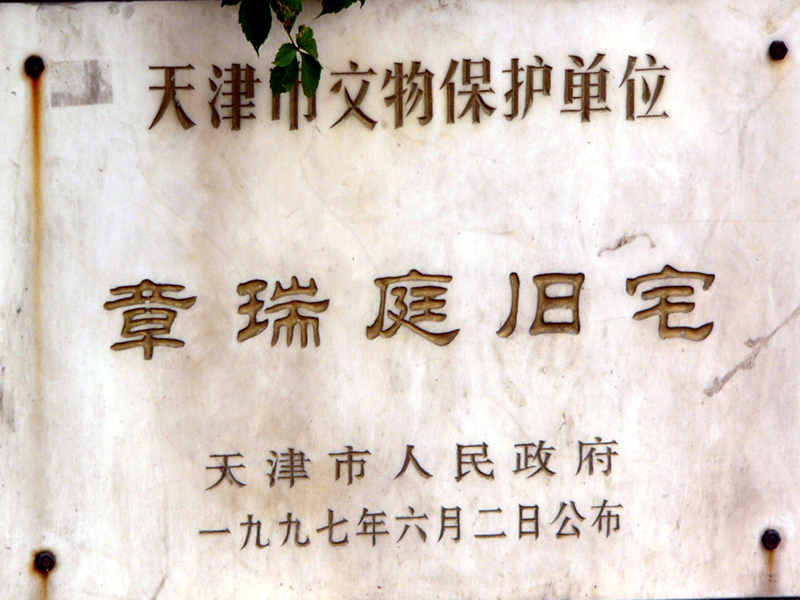 天津市文物保护单位
章瑞庭旧宅
天津市人民政府
一九九七年六月二日公布